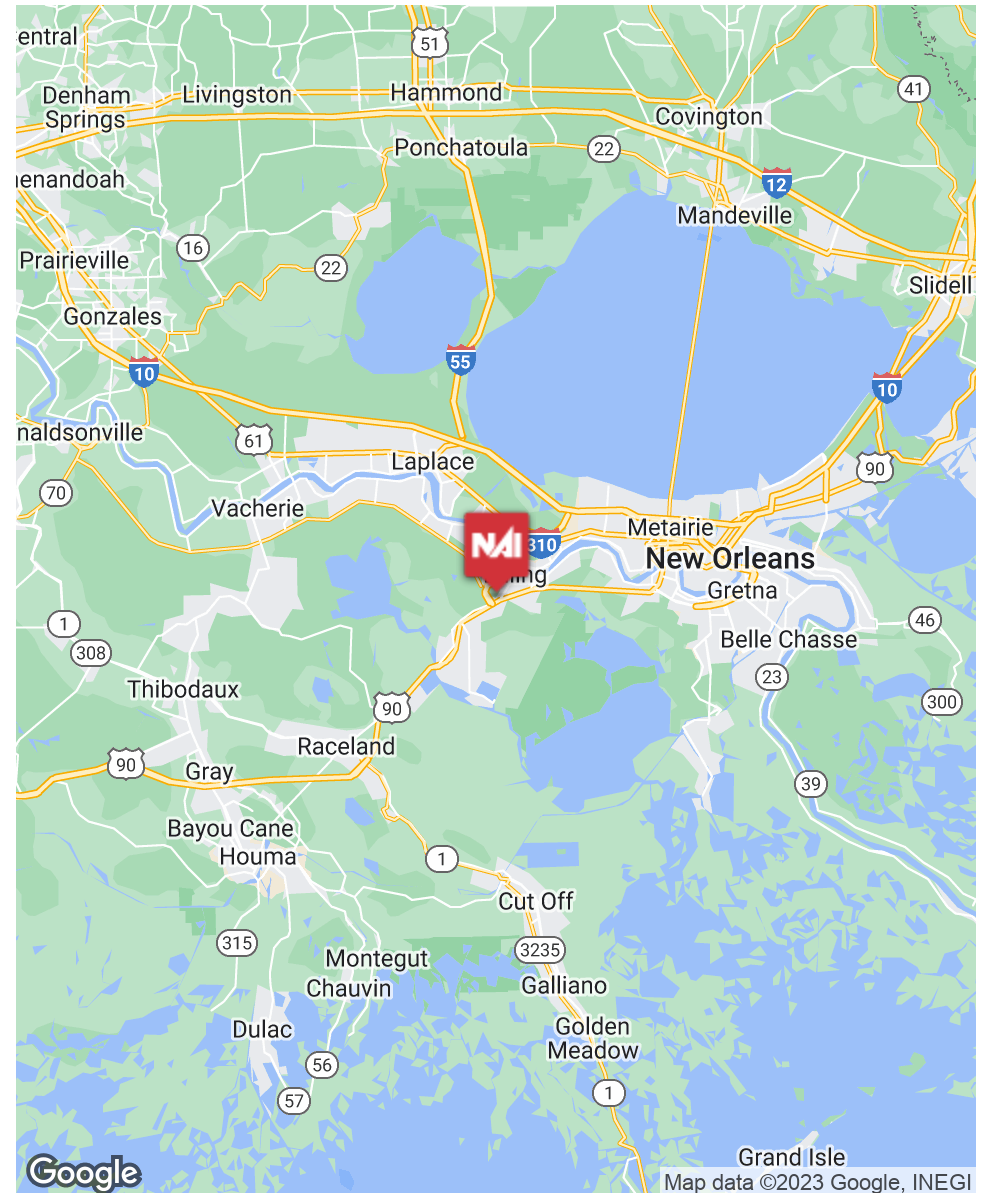 entral
51
41
Denham
Springs
Livingston
Hammond
Covington
Ponchatoula
22
enandoah
12
Mandeville
16
Prairieville
22
Slidell
Gonzales
55
10
10
naldsonville
61
Laplace
90
70
Vacherie
NAI
310
Metairie
New Orleans
Gretna
1
46
308
Belle Chasse
23
Thibodaux
300
90
Raceland
90
Gray
39
Bayou Cane
Houma
1
Cut Off
315
3235
Montegut
Chauvin
Galliano
Dulac
Golden
Meadow
56
57
1
Grand Isle
Google
Map data ©2023 Google, INEGI